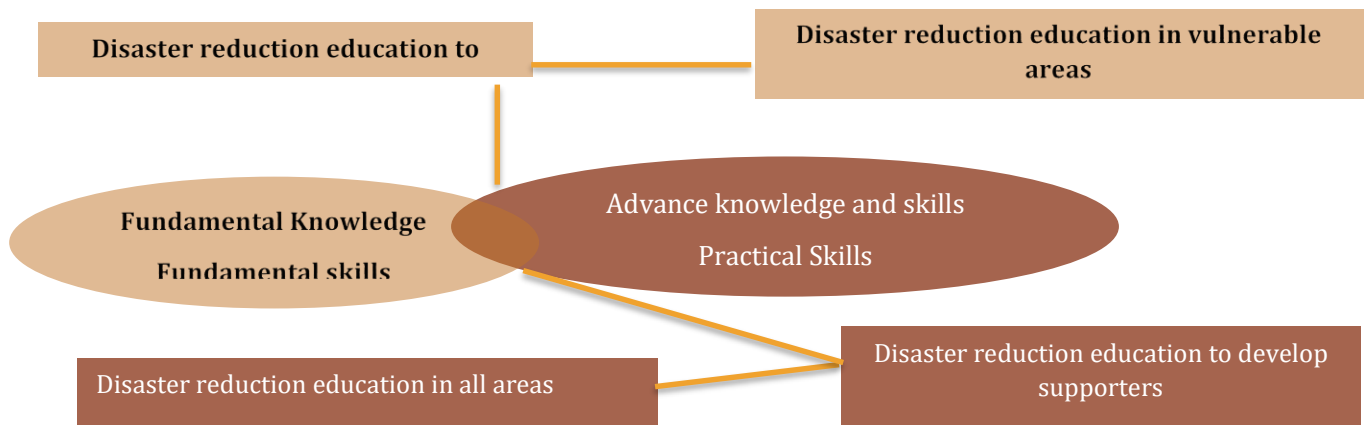 Disaster reduction education to
Disaster reduction education in vulnerable
areas
Fundamental Knowledge
Fundamental skills
Advance knowledge and skills
Practical Skills
Disaster reduction education in all areas
Disaster reduction education to develop
supporters